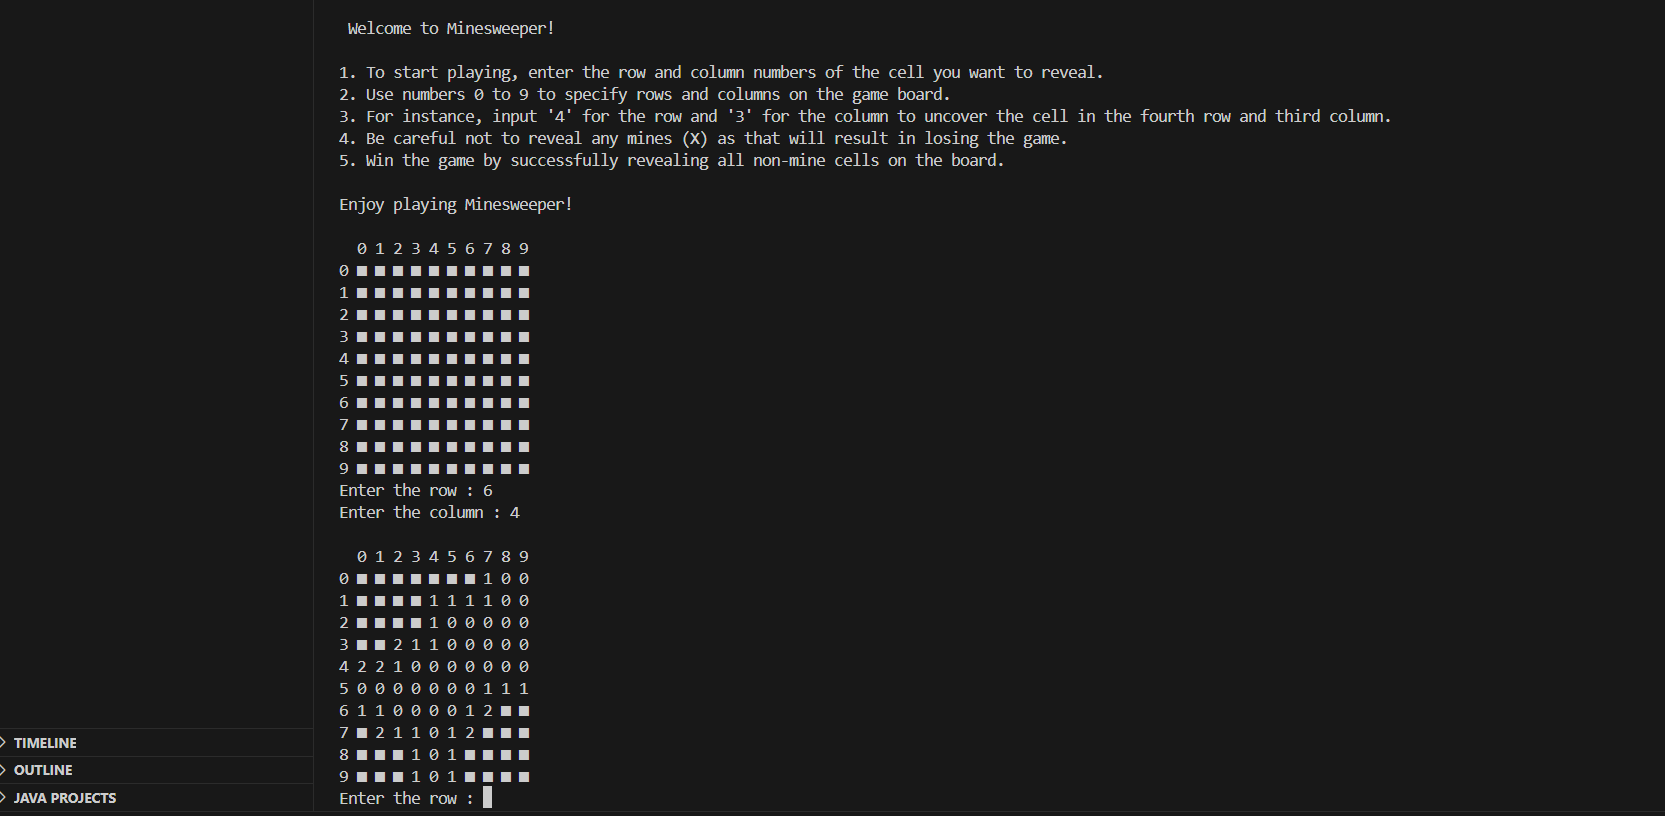 Welcome to Minesweeper!
1. To start playing, enter the row and column numbers of the cell you want to reveal.
2. Use numbers 0 to 9 to specify rows and columns on the game board.
3. For instance, input '4' for the row and '3' for the column to uncover the cell in the fourth row and third column.
4. Be careful not to reveal any mines (X) as that will result in losing the game.
5. Win the game by successfully revealing all non-mine cells on the board.
Enjoy playing Minesweeper!
0 1 2 3 4 5 6 7 8 9
0 ■ ■ ■ ■ ■ ■ ■ ■ ■ ■
1 ■ ■ ■ ■ ■ ■ ■ ■ ■ ■
2 ■ ■ ■ ■ ■ ■ ■ ■ ■ ■
3 ■ ■ ■ ■ ■ ■ ■ ■ ■ ■
4 ■ ■ ■ ■ ■ ■ ■ ■ ■ ■
5 ■ ■ ■ ■ ■ ■ ■ ■ ■ ■
6 ■ ■ ■ ■ ■ ■ ■ ■ ■ ■
7 ■ ■ ■ ■ ■ ■ ■ ■ ■ ■
8 ■ ■ ■ ■ ■ ■ ■ ■ ■ ■
9 ■ ■ ■ ■ ■ ■ ■ ■ ■ ■
Enter the row : 6
Enter the column : 4
0 1 2 3 4 5 6 7 8 9
0 ■ ■ ■ ■ ■ ■ ■ 1 0 0
1 ■ ■ ■ ■ 1 1 1 1 0 0
2 ■ ■ ■ ■ 1 0 0 0 0 0
3 ■ ■ 2 1 1 0 0 0 0 0
4 2 2 1 0 0 0 0 0 0 0
5 0 0 0 0 0 0 0 1 1 1
6 1 1 0 0 0 0 1 2 ■ ■
7 ■ 2 1 1 0 1 2 ■ ■ ■
8 ■ ■ ■ 1 0 1 ■ ■ ■ ■
9 ■ ■ ■ 1 0 1 ■ ■ ■ ■
Enter the row :
TIMELINE
OUTLINE
JAVA PROJECTS